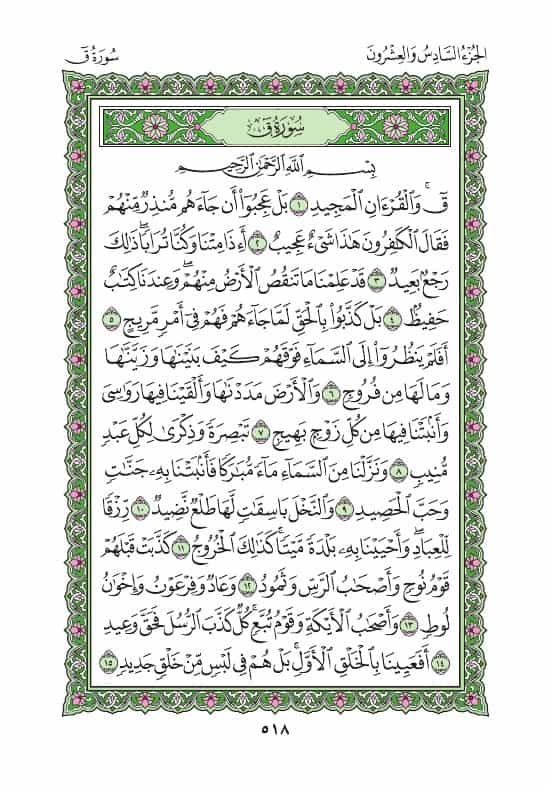 سُورَةُ قٓ
الجُزْءُ السَّادِسُ وَالعِشْرُونَ
سُورَةُ قٓ
بِسْمِ ٱللَّهِ ٱلرَّحْمَٰنِ ٱلرَّحِيمِ
قٓۚ وَٱلْقُرْءَانِ ٱلْمَجِيدِ ١ بَلْ عَجِبُوٓا۟ أَن جَآءَهُم مُّنذِرٌ مِّنْهُمْ
فَقَالَ ٱلْكَٰفِرُونَ هَٰذَا شَىْءٌ عَجِيبٌ ٢ أَءِذَا مِتْنَا وَكُنَّا تُرَابًاۖ ذَٰلِكَ
رَجْعٌۢ بَعِيدٌ ٣ قَدْ عَلِمْنَا مَا تَنقُصُ ٱلْأَرْضُ مِنْهُمْۖ وَعِندَنَا كِتَٰبٌ
حَفِيظٌۢ ٤ بَلْ كَذَّبُوا۟ بِٱلْحَقِّ لَمَّا جَآءَهُمْ فَهُمْ فِىٓ أَمْرٍ مَّرِيجٍ ٥
أَفَلَمْ يَنظُرُوٓا۟ إِلَى ٱلسَّمَآءِ فَوْقَهُمْ كَيْفَ بَنَيْنَٰهَا وَزَيَّنَّٰهَا
وَمَا لَهَا مِن فُرُوجٍ ٦ وَٱلْأَرْضَ مَدَدْنَٰهَا وَأَلْقَيْنَا فِيهَا رَوَٰسِىَ
وَأَنۢبَتْنَا فِيهَا مِن كُلِّ زَوْجٍۭ بَهِيجٍ ٧ تَبْصِرَةً وَذِكْرَىٰ لِكُلِّ عَبْدٍ
مُّنِيبٍ ٨ وَنَزَّلْنَا مِنَ ٱلسَّمَآءِ مَآءً مُّبَٰرَكًا فَأَنۢبَتْنَا بِهِۦ جَنَّٰتٍ
وَحَبَّ ٱلْحَصِيدِ ٩ وَٱلنَّخْلَ بَاسِقَٰتٍ لَّهَا طَلْعٌ نَّضِيدٌ ١٠ رِّزْقًا
لِّلْعِبَادِۖ وَأَحْيَيْنَا بِهِۦ بَلْدَةً مَّيْتًاۚ كَذَٰلِكَ ٱلْخُرُوجُ ١١ كَذَّبَتْ قَبْلَهُمْ
قَوْمُ نُوحٍ وَأَصْحَٰبُ ٱلرَّسِّ وَثَمُودُ ١٢ وَعَادٌ وَفِرْعَوْنُ وَإِخْوَٰنُ
لُوطٍ ١٣ وَأَصْحَٰبُ ٱلْأَيْكَةِ وَقَوْمُ تُبَّعٍۚ كُلٌّ كَذَّبَ ٱلرُّسُلَ فَحَقَّ وَعِيدِ
١٤ أَفَعَيِينَا بِٱلْخَلْقِ ٱلْأَوَّلِۚ بَلْ هُمْ فِى لَبْسٍ مِّنْ خَلْقٍ جَدِيدٍ ١٥
٥١٨